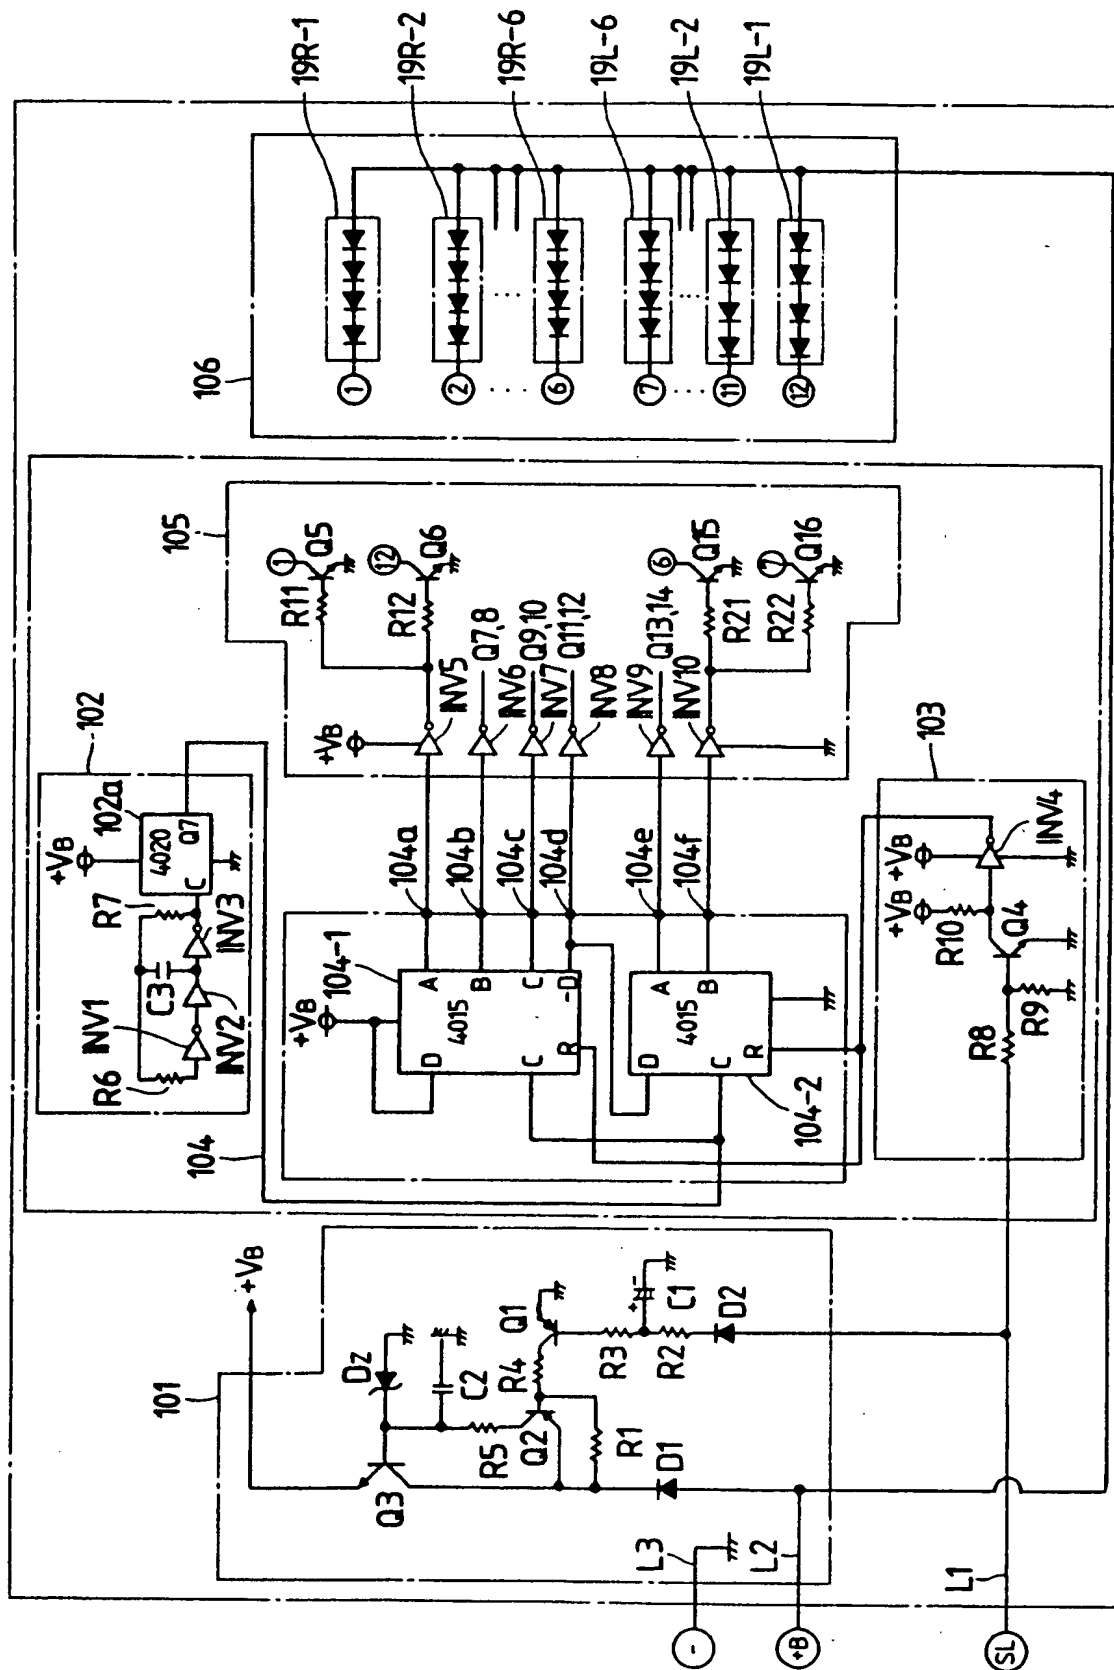 19R-1
19R-2
19R-6
19L-6
19L-2
19L-1
106
1
2
6
7
11
12
105
1
Q5
R11
12
Q6
R12
Q7,8
Q9,10
Q11,12
Q13,14
6
Q15
R21
7
Q16
R22
+VB
INV5
INV6
INV7
INV8
INV9
INV10
102
102a
+VB
4020
Q7
C
R7
INV3
C3
INV2
INV1
R6
104a
104b
104c
104d
104e
104f
104-1
+VB
A
B
C
-D
4015
D
C
R
A
B
4015
D
C
R
104-2
104
103
+VB
+VB
INV4
R10
Q4
R8
R9
101
+VB
Dz
C2
Q3
R5
Q2
R4
Q1
R1
D1
R3
C1
+
-
R2
D2
L3
L2
L1
-
+B
SL